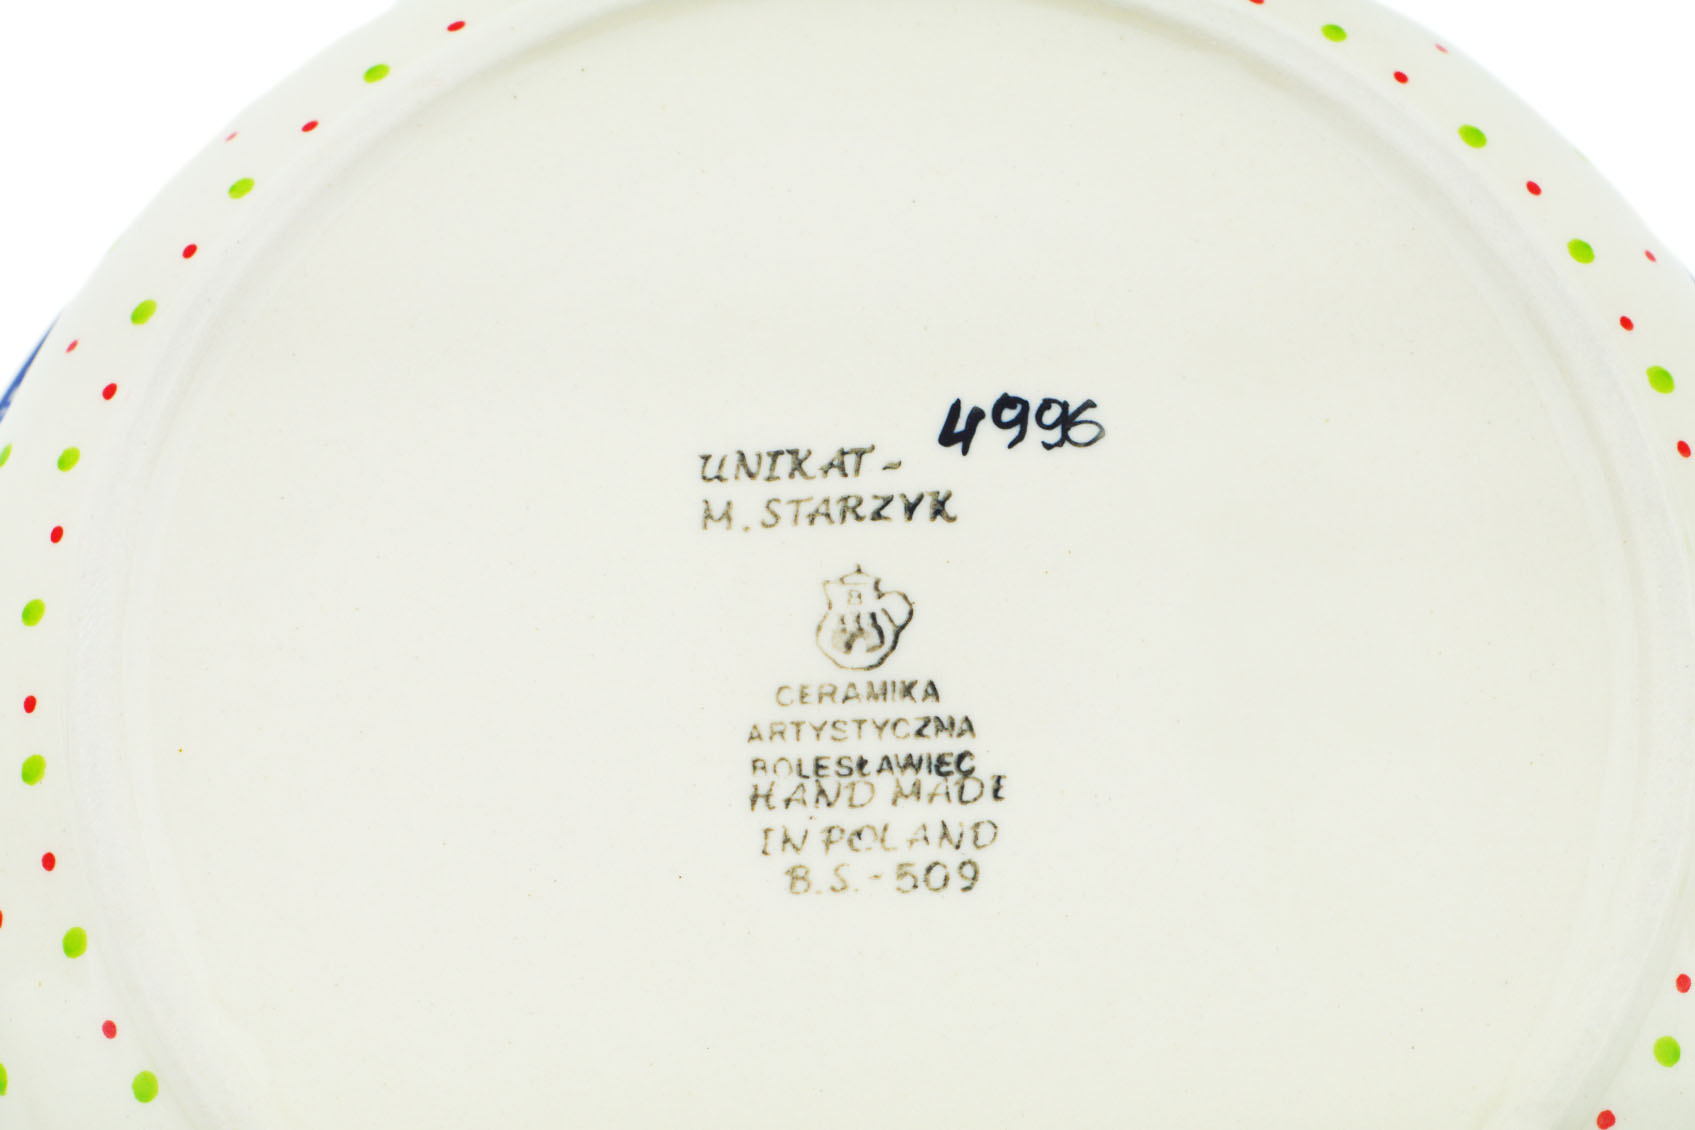 4996
UNIKAT -
M. STARZYK
CERAMIKA
ARTYSTYCZNA
BOLESŁAWIEC
HAND MADE
IN POLAND
B.S. - 509